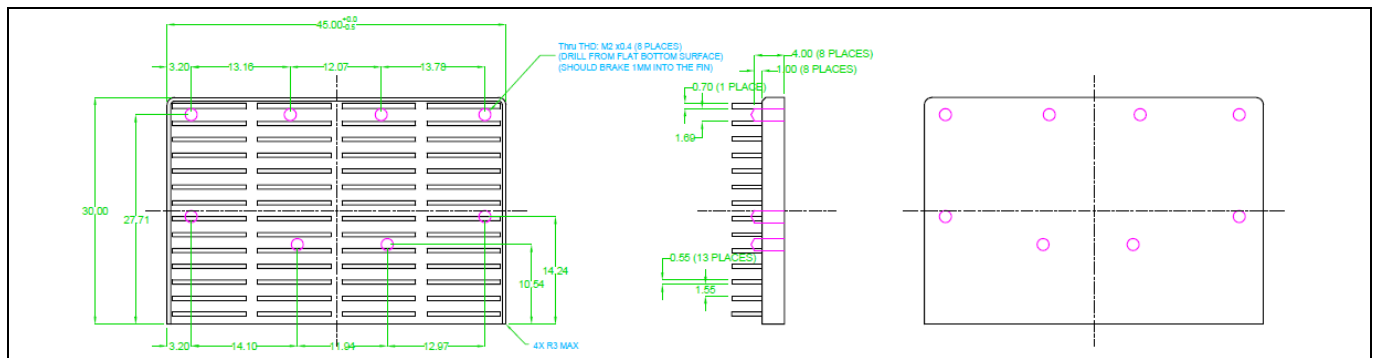 45.00 +0.0 -0.5
Thru THD: M2 x0.4 (8 PLACES)
(DRILL FROM FLAT BOTTOM SURFACE)
(SHOULD BRAKE 1MM INTO THE FIN)
3.20
13.16
12.07
13.78
4.00 (8 PLACES)
1.00 (8 PLACES)
0.70 (1 PLACE)
1.69
30.00
27.71
14.24
10.54
0.55 (13 PLACES)
1.55
3.20
14.10
11.94
12.97
4X R3 MAX